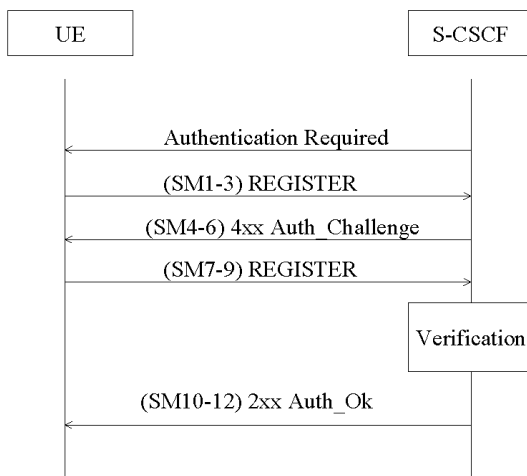 UE
S-CSCF
Authentication Required
(SM1-3) REGISTER
(SM4-6) 4xx Auth_Challenge
(SM7-9) REGISTER
Verification
(SM10-12) 2xx Auth_Ok